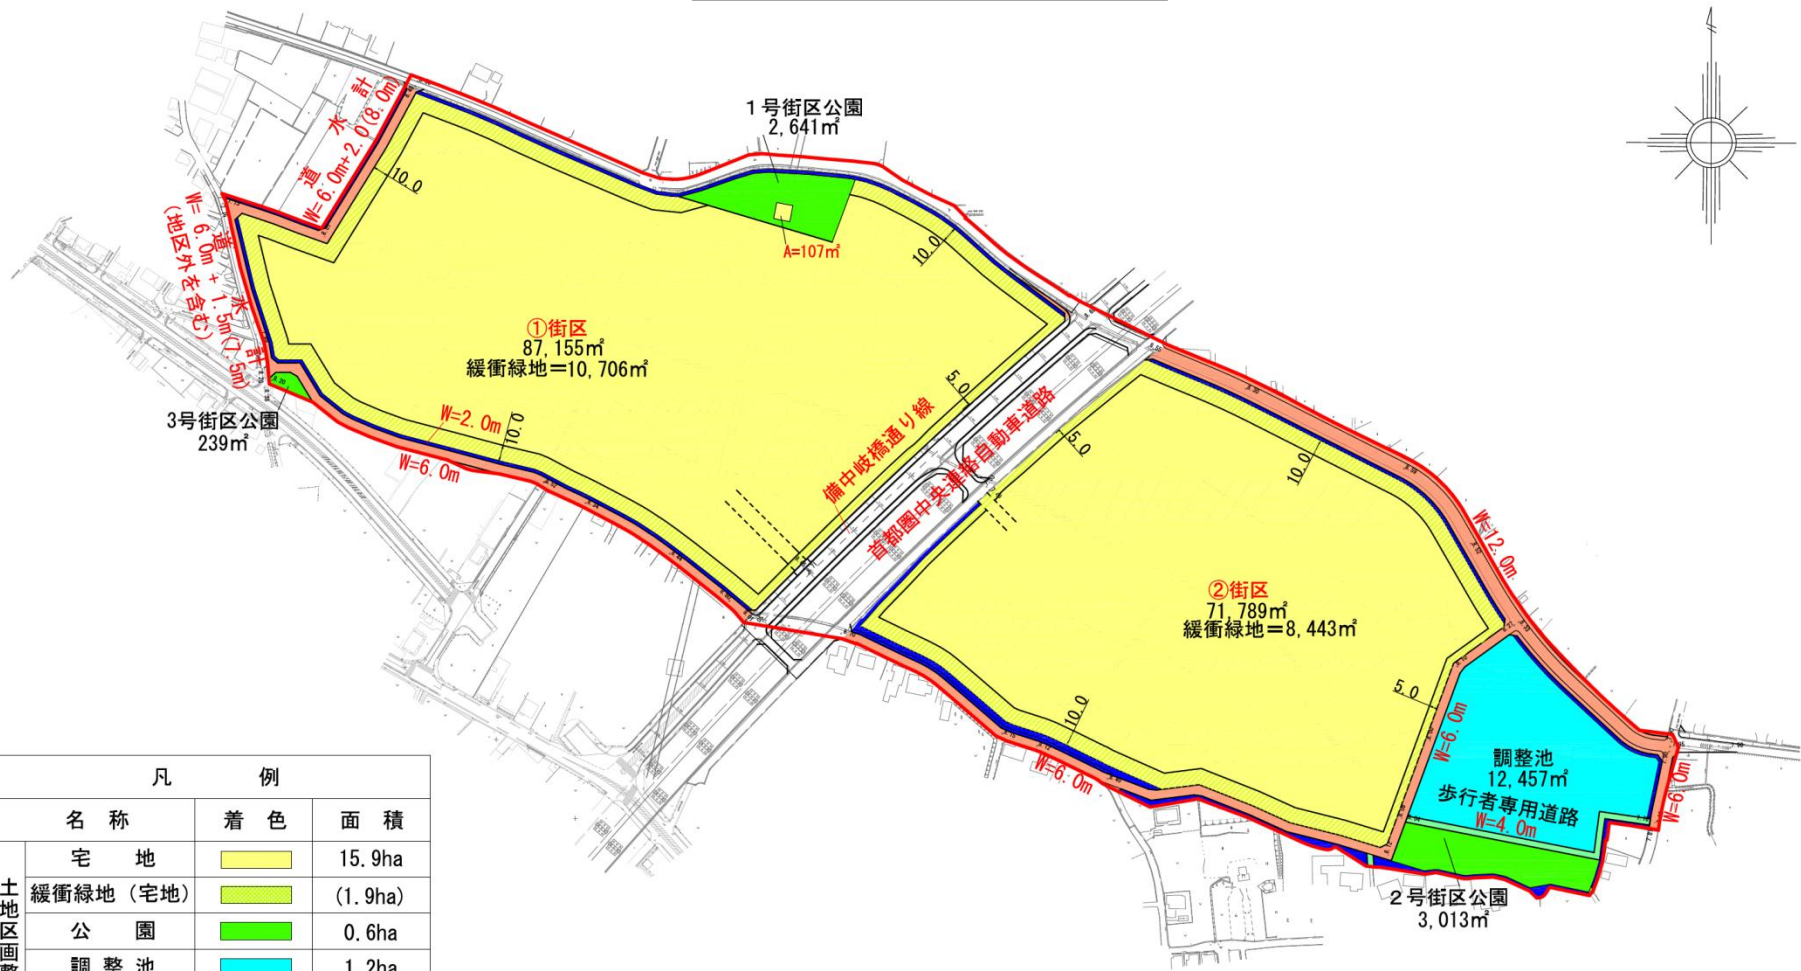 1号街区公園
2,641㎡
A=107㎡
10.0
10.0
道 水 計
W=6.0m+2.0(8.0m)
道 水 計
W= 6.0m + 1.5m(7.5m)
(地区外を含む)
①街区
87,155㎡
緩衝緑地=10,706㎡
5.0
3号街区公園
239㎡
W=2.0m
10.0
W=6.0m
備中岐橋通り線
首都圏中央連絡自動車道路
5.0
10.0
W=12.0m
②街区
71,789㎡
緩衝緑地=8,443㎡
5.0
10.0
W=6.0m
W=6.0m
調整池
12,457㎡
歩行者専用道路
W=4.0m
W=6.0m
2号街区公園
3,013㎡
凡 例
名 称 着 色 面 積
土地区画整
宅 地 15.9ha
緩衝緑地(宅地) (1.9ha)
公 園 0.6ha
調 整 池 1.2ha